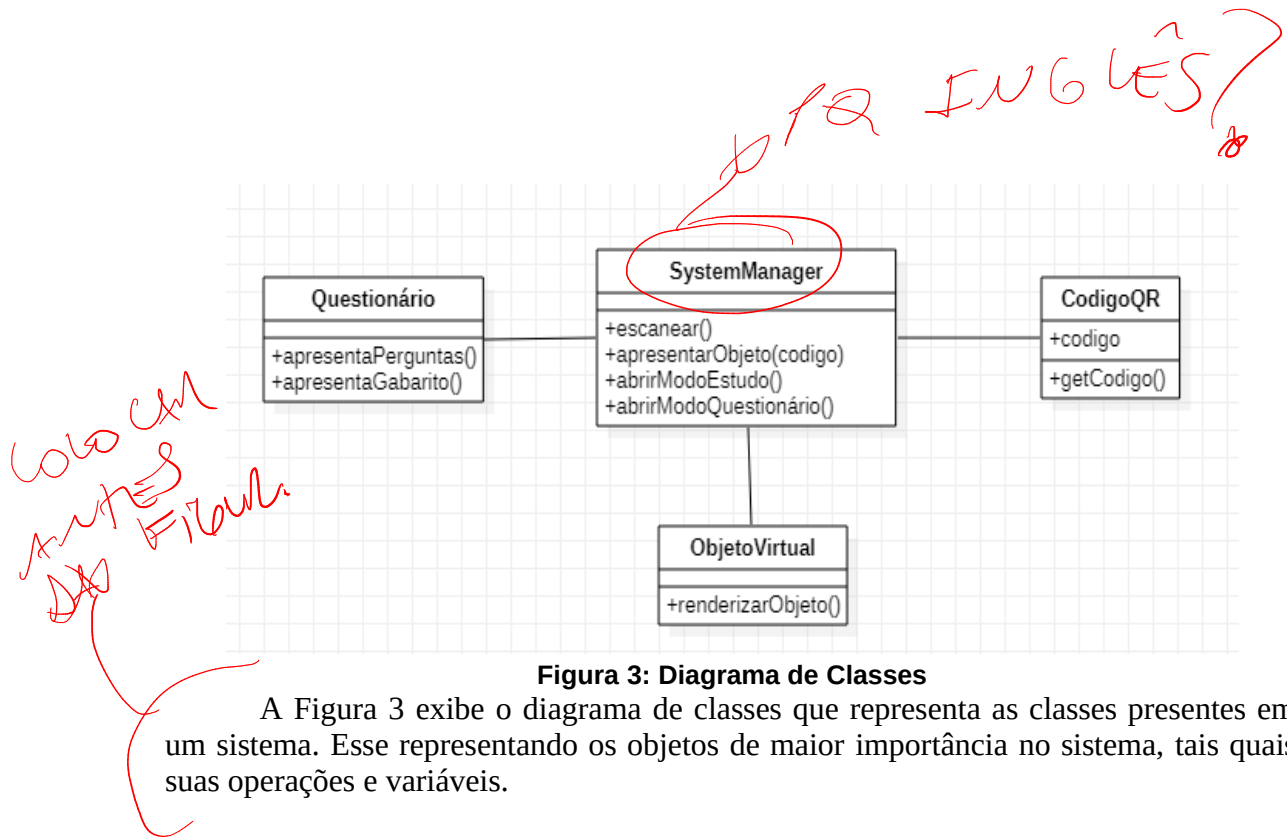 PQ INGLÊS?
SystemManager
Questionário
CodigoQR
+escanear()
+apresentarObjeto(codigo)
+abrirModoEstudo()
+abrirModoQuestionário()
+apresentaPerguntas()
+apresentaGabarito()
+codigo
+getCodigo()
COLOCAR
ANTES
DA FIGURA.
ObjetoVirtual
+renderizarObjeto()
Figura 3: Diagrama de Classes
A Figura 3 exibe o diagrama de classes que representa as classes presentes em
um sistema. Esse representando os objetos de maior importância no sistema, tais quais
suas operações e variáveis.